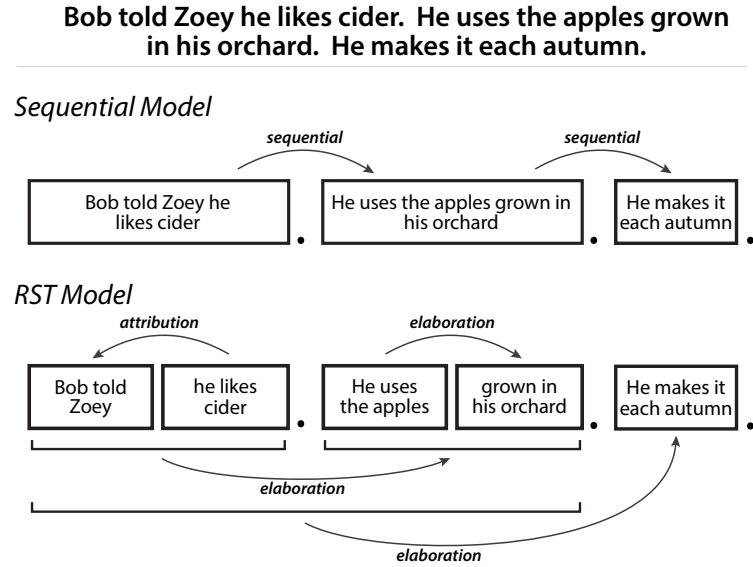 Bob told Zoey he likes cider. He uses the apples grown
in his orchard. He makes it each autumn.
Sequential Model
sequential
sequential
Bob told Zoey he
likes cider
.
He uses the apples grown in
his orchard
.
He makes it
each autumn
.
RST Model
attribution
elaboration
Bob told
Zoey
he likes
cider
.
He uses
the apples
grown in
his orchard
.
He makes it
each autumn
.
elaboration
elaboration